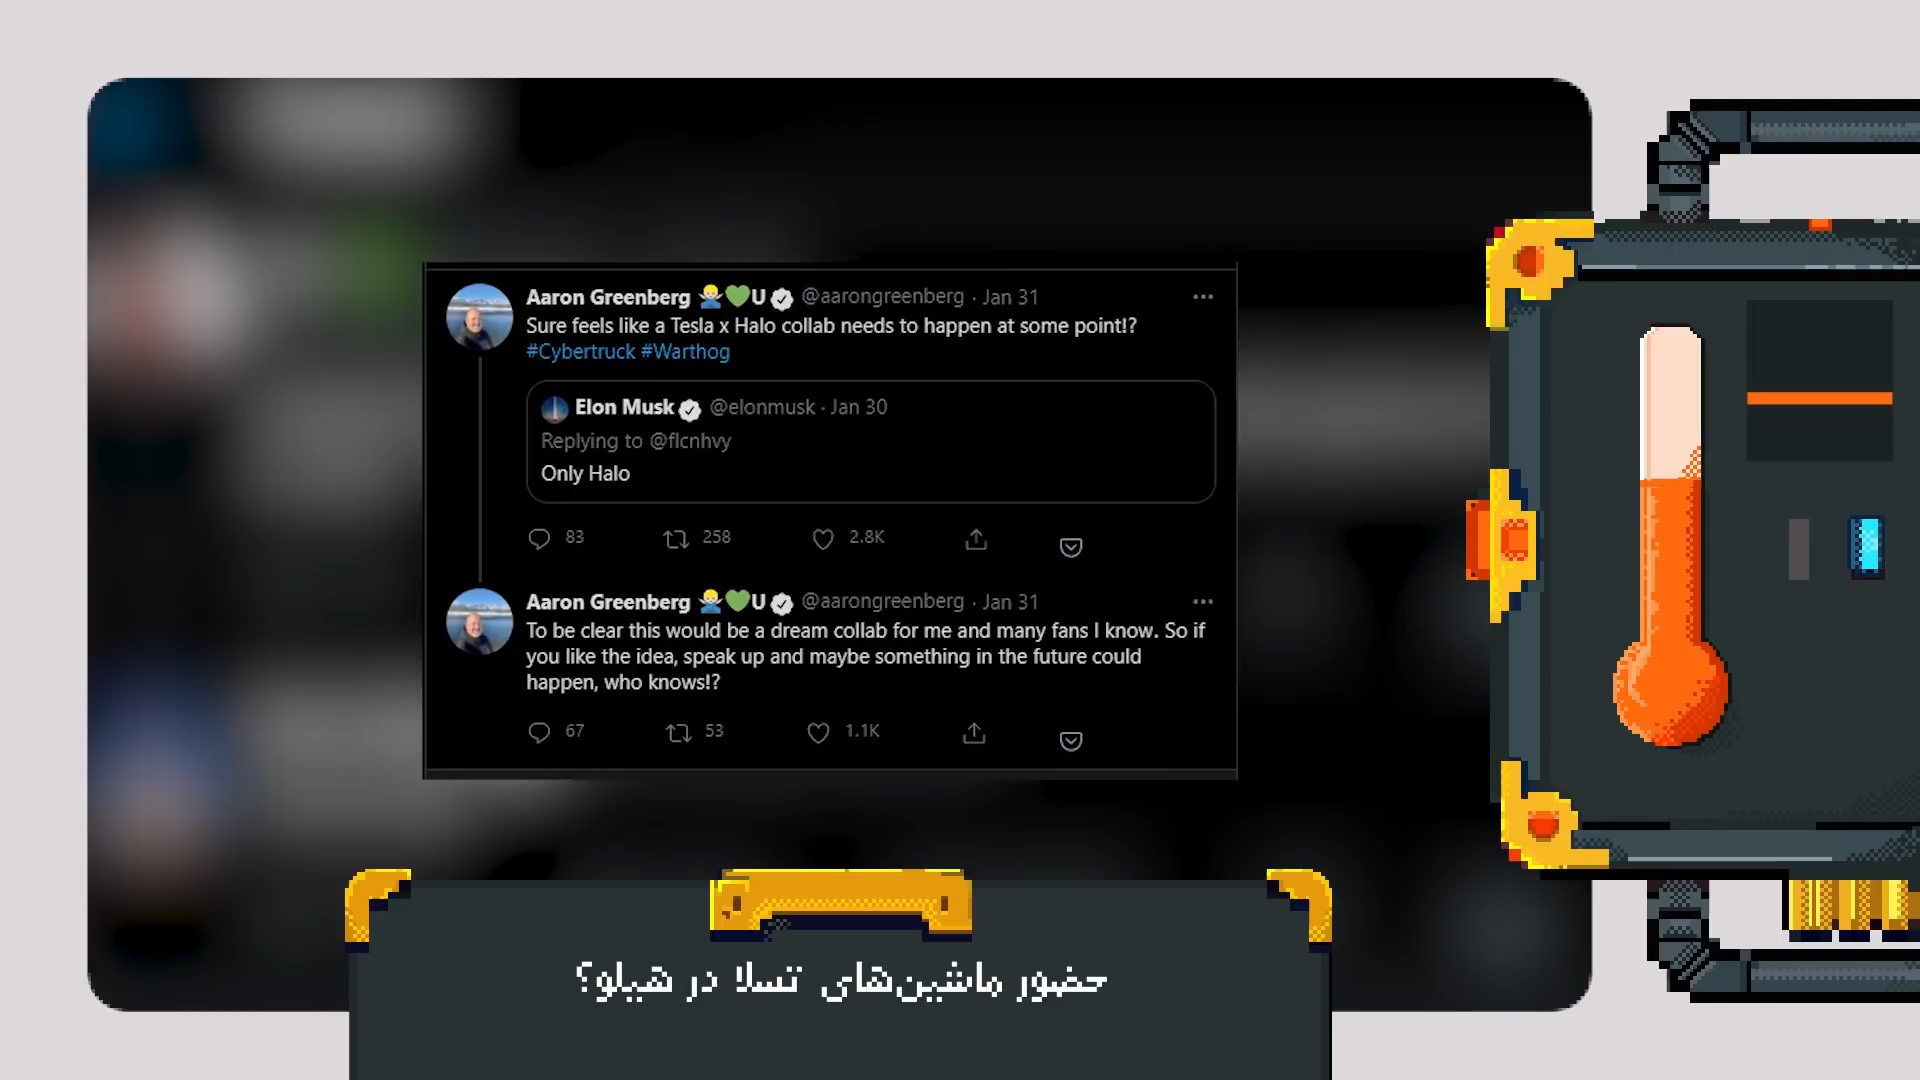 Aaron Greenberg 🙅🏼‍♂️💚U @aarongreenberg · Jan 31
Sure feels like a Tesla x Halo collab needs to happen at some point!?
#Cybertruck #Warthog
Elon Musk @elonmusk · Jan 30
Replying to @flcnhvy
Only Halo
83 258 2.8K
Aaron Greenberg 🙅🏼‍♂️💚U @aarongreenberg · Jan 31
To be clear this would be a dream collab for me and many fans I know. So if
you like the idea, speak up and maybe something in the future could
happen, who knows!?
67 53 1.1K
حضور ماشین‌های تسلا در هیلو؟